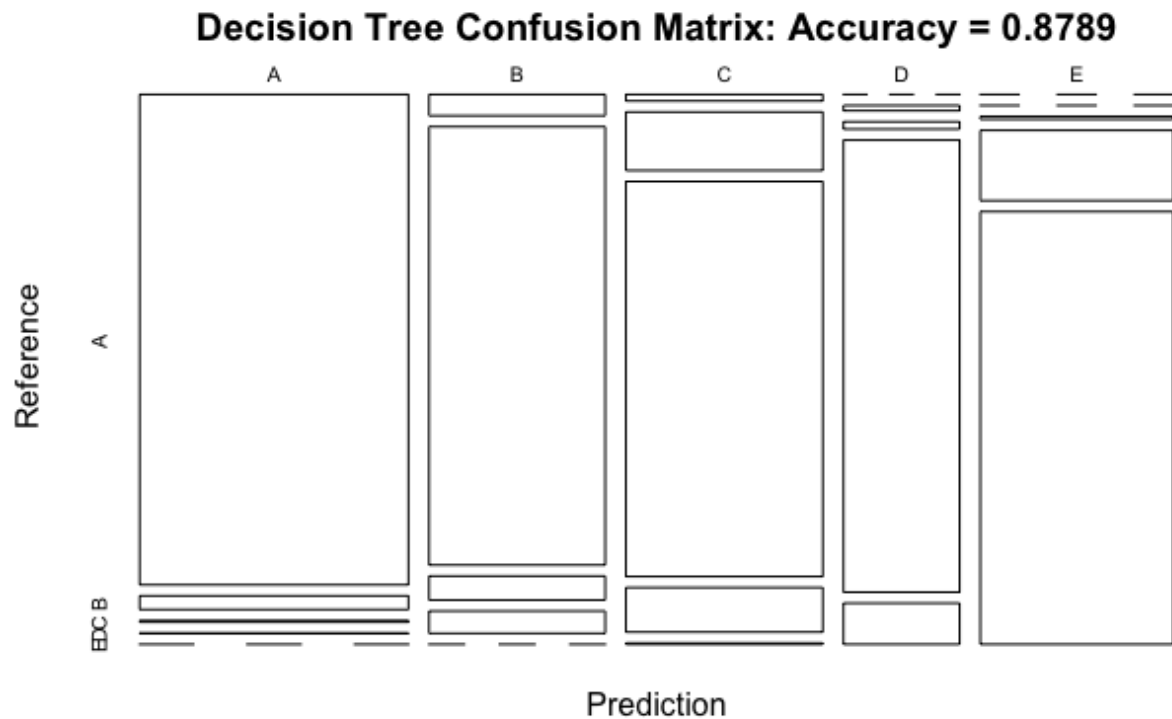 Decision Tree Confusion Matrix: Accuracy = 0.8789
A B C D E
Reference
A
B
C
D
E
Prediction